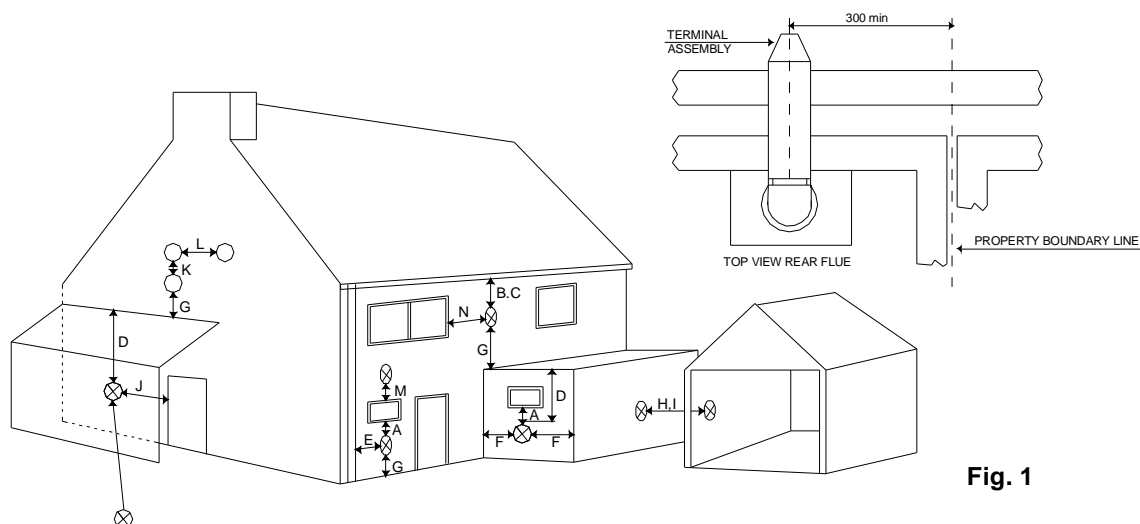 300 min
TERMINAL
ASSEMBLY
PROPERTY BOUNDARY LINE
TOP VIEW REAR FLUE
L
K
G
D
J
B.C
N
G
M
A
E
G
D
A
F
F
H,I
Fig. 1